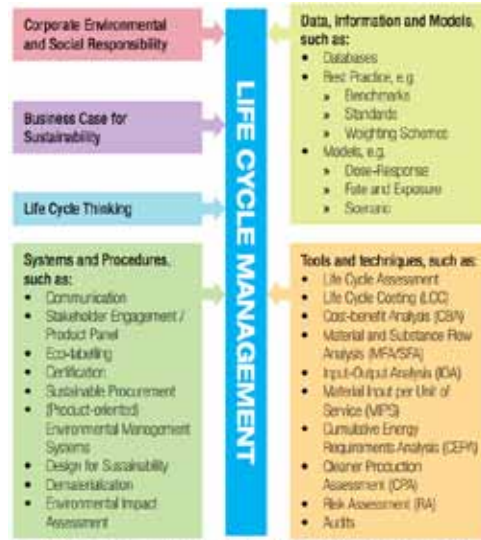 Corporate Environmental
and Social Responsibility
Business Case for
Sustainability
Life Cycle Thinking
Systems and Procedures,
such as:
• Communication
• Stakeholder Engagement /
Product Panel
• Eco-labelling
• Certification
• Sustainable Procurement
• (Product-oriented)
Environmental Management
Systems
• Design for Sustainability
• Dematerialization
• Environmental Impact
Assessment
LIFE CYCLE MANAGEMENT
Data, Information and Models,
such as:
• Databases
• Best Practice, e.g
» Benchmarks
» Standards
» Weighting Schemes
• Models, e.g.
» Dose-Response
» Fate and Exposure
» Scenario
Tools and techniques, such as:
• Life Cycle Assessment
• Life Cycle Costing (LCC)
• Cost-benefit Analysis (CBA)
• Material and Substance Flow
Analysis (MFA/SFA)
• Input-Output Analysis (IOA)
• Material Input per Unit of
Service (MIPS)
• Cumulative Energy
Requirements Analysis (CERA)
• Cleaner Production
Assessment (CPA)
• Risk Assessment (RA)
• Audits